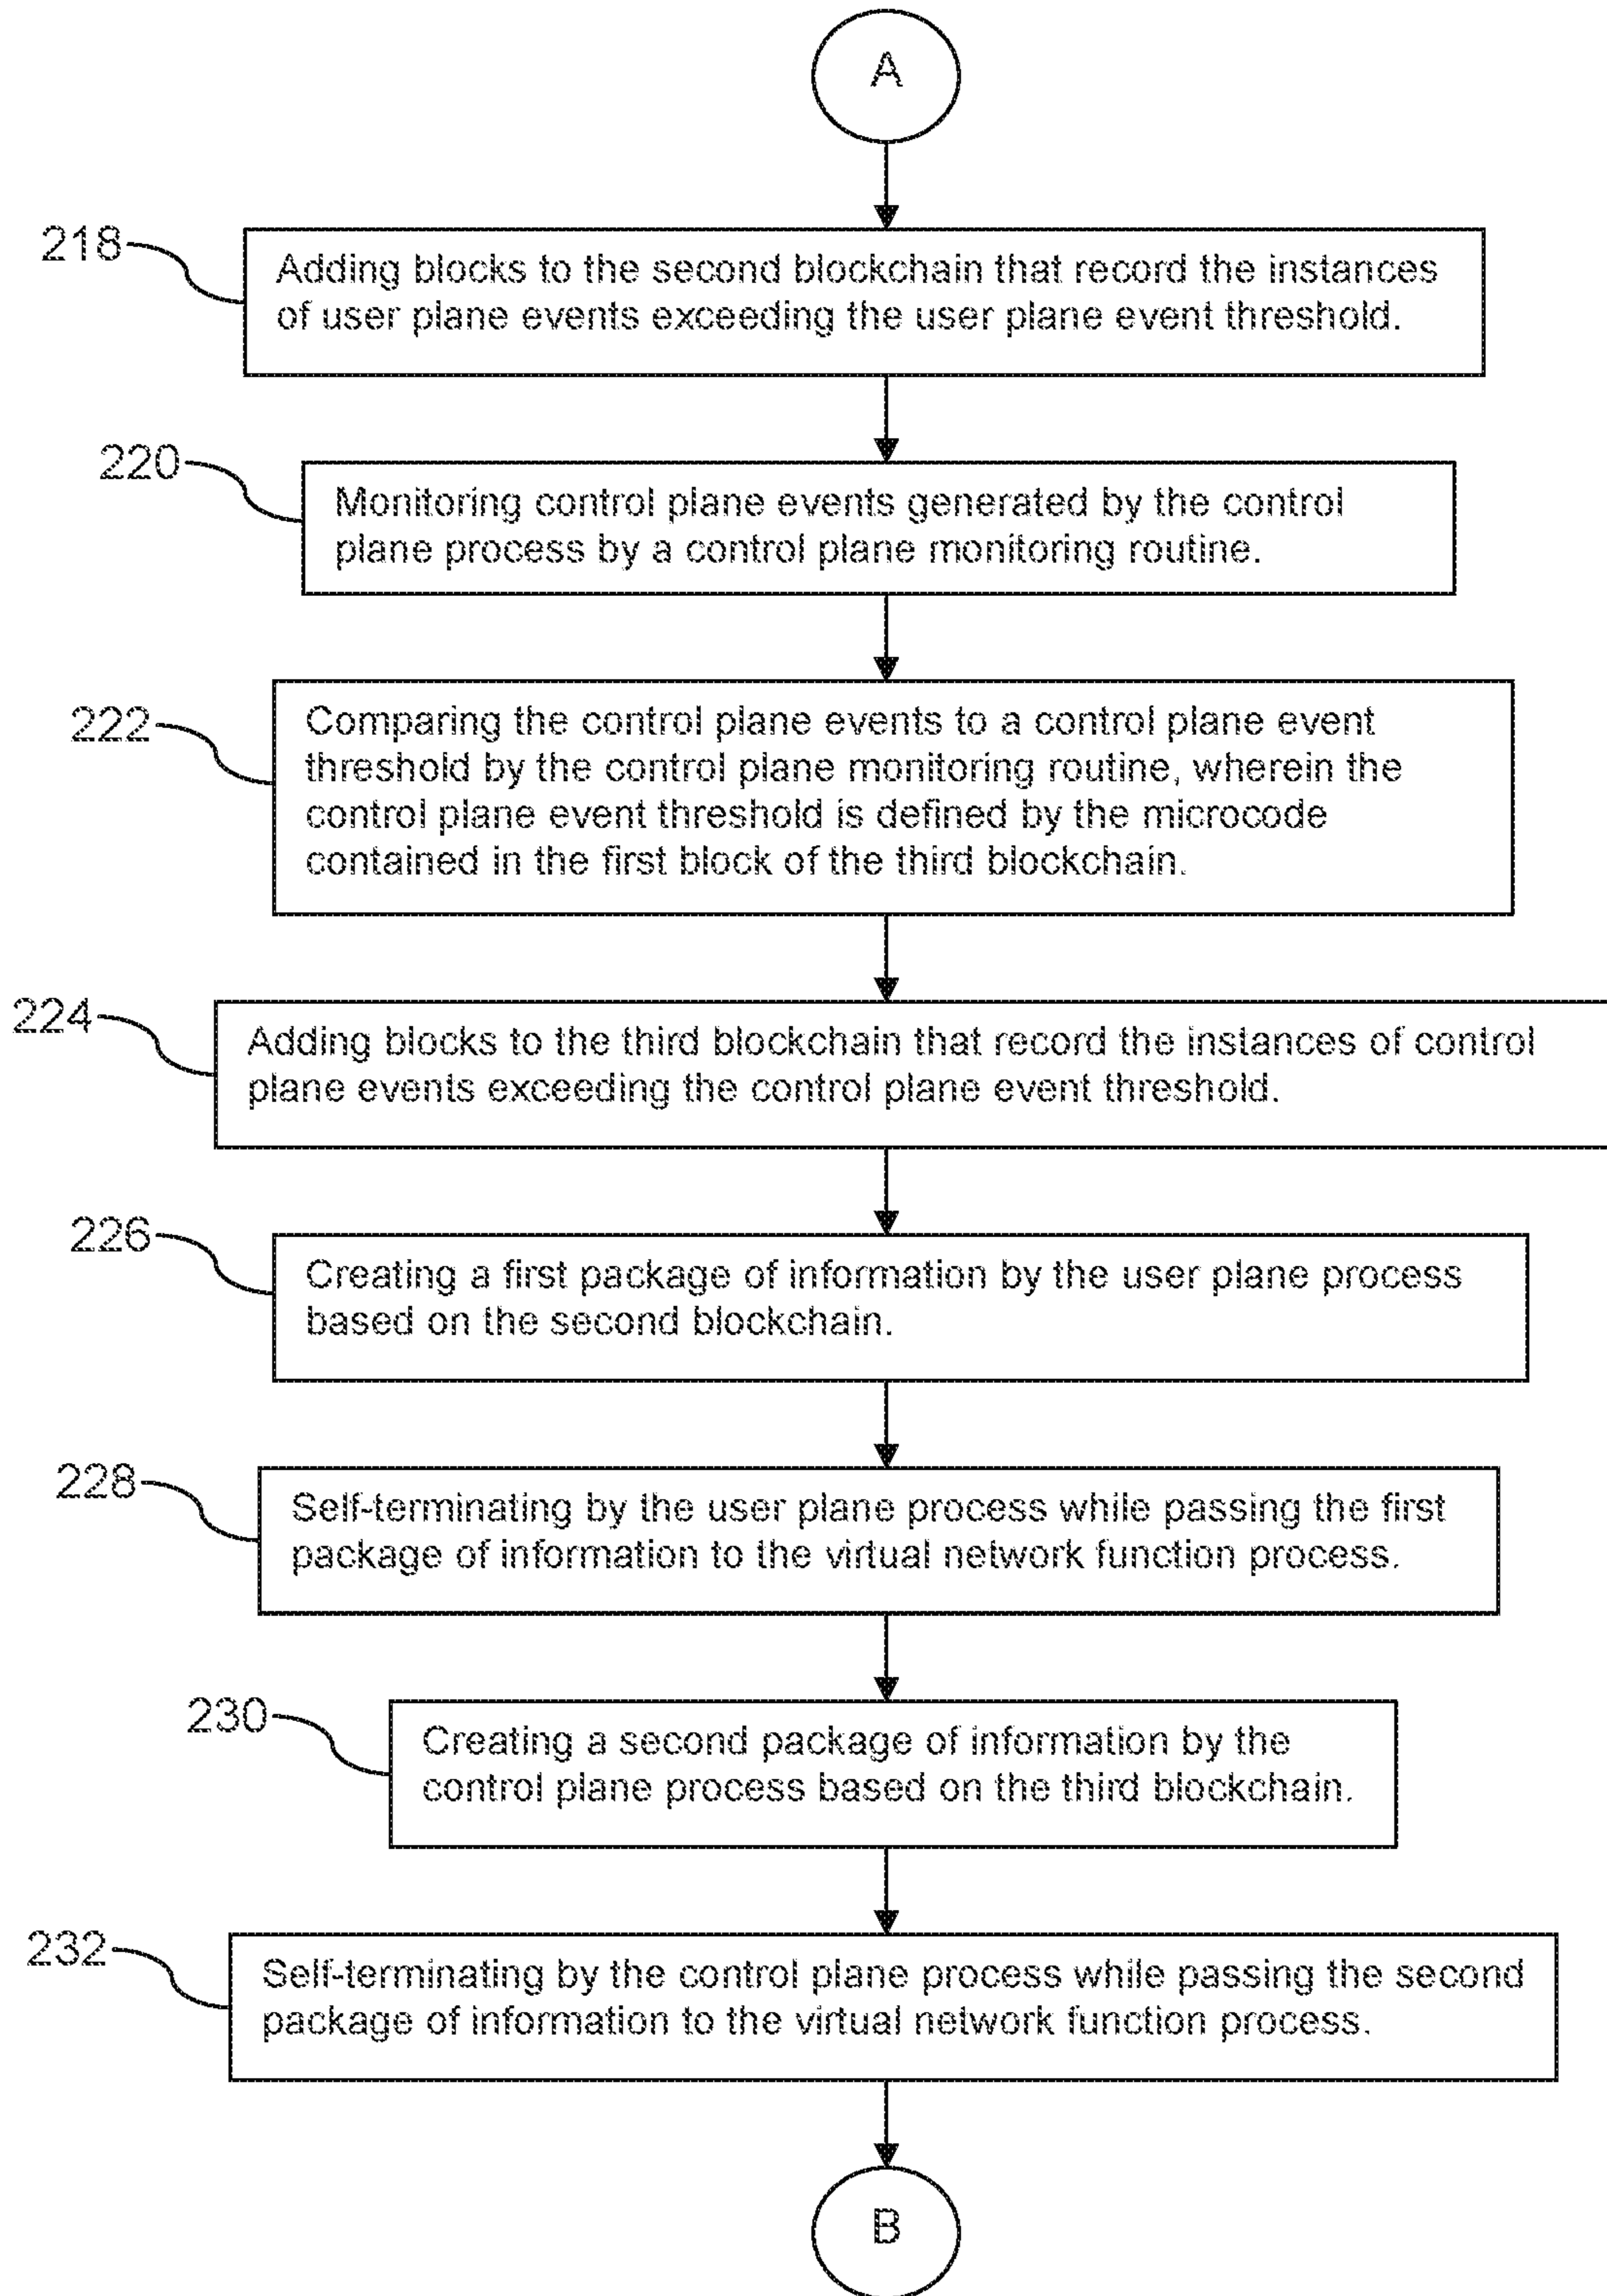 A
218
Adding blocks to the second blockchain that record the instances
of user plane events exceeding the user plane event threshold.
220
Monitoring control plane events generated by the control
plane process by a control plane monitoring routine.
222
Comparing the control plane events to a control plane event
threshold by the control plane monitoring routine, wherein the
control plane event threshold is defined by the microcode
contained in the first block of the third blockchain.
224
Adding blocks to the third blockchain that record the instances of control
plane events exceeding the control plane event threshold.
226
Creating a first package of information by the user plane process
based on the second blockchain.
228
Self-terminating by the user plane process while passing the first
package of information to the virtual network function process.
230
Creating a second package of information by the
control plane process based on the third blockchain.
232
Self-terminating by the control plane process while passing the second
package of information to the virtual network function process.
B